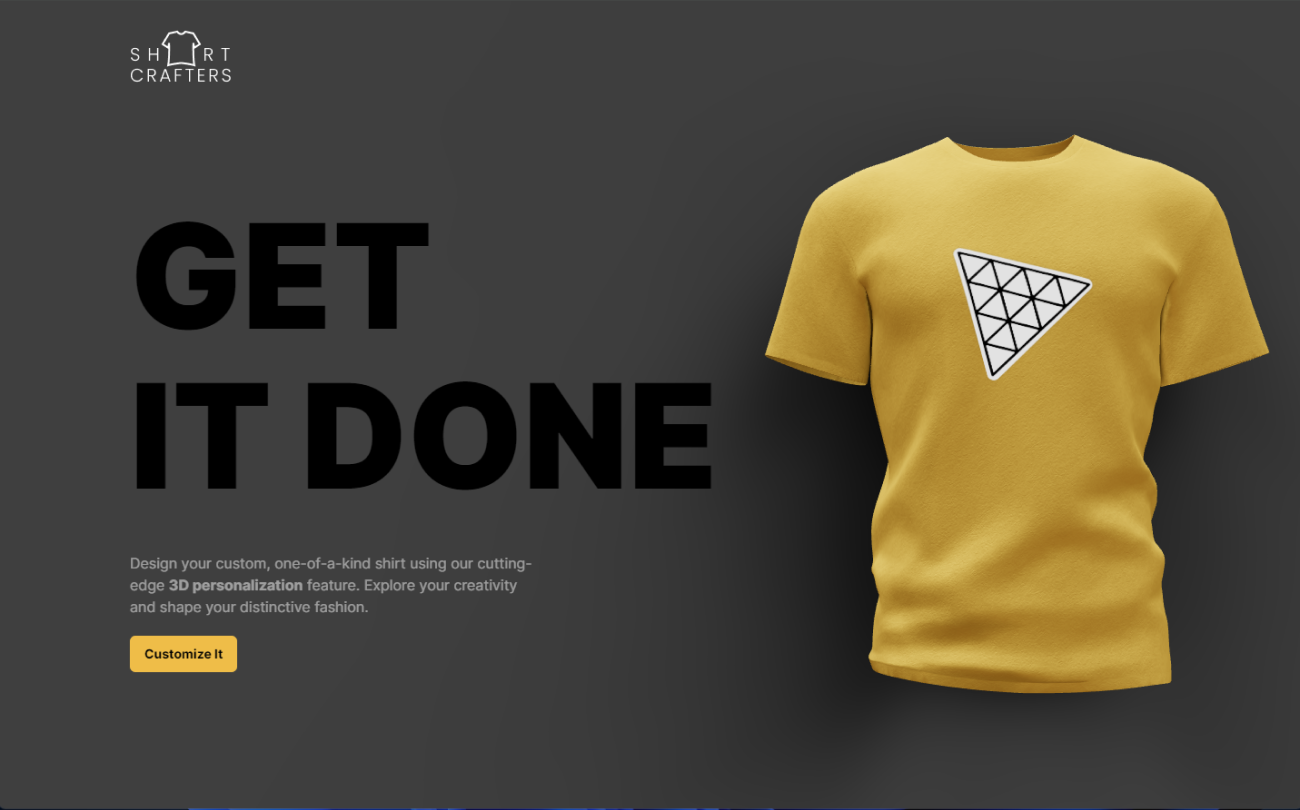 SH RT
CRAFTERS
GET
IT DONE
Design your custom, one-of-a-kind shirt using our cutting-
edge 3D personalization feature. Explore your creativity
and shape your distinctive fashion.
Customize It